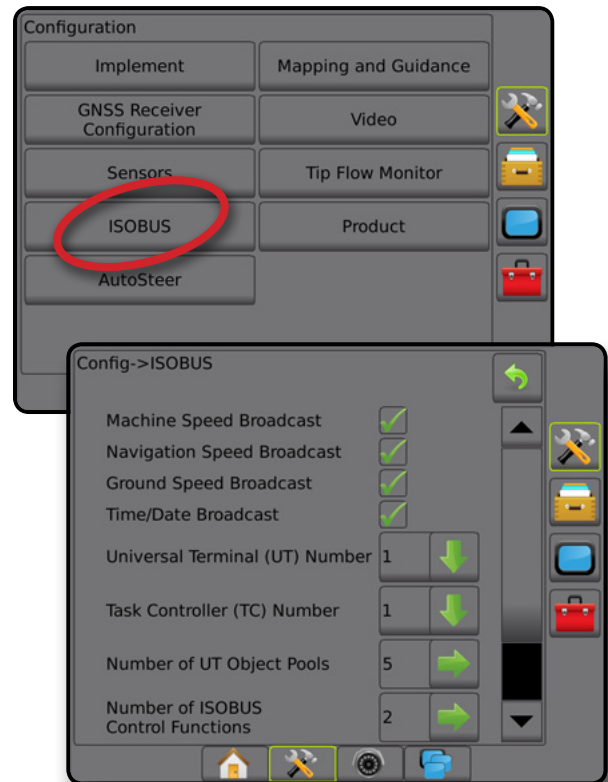 Configuration
Implement
Mapping and Guidance
GNSS Receiver
Configuration
Video
Sensors
Tip Flow Monitor
ISOBUS
Product
AutoSteer
Config->ISOBUS
Machine Speed Broadcast
Navigation Speed Broadcast
Ground Speed Broadcast
Time/Date Broadcast
Universal Terminal (UT) Number 1
Task Controller (TC) Number 1
Number of UT Object Pools 5
Number of ISOBUS
Control Functions 2